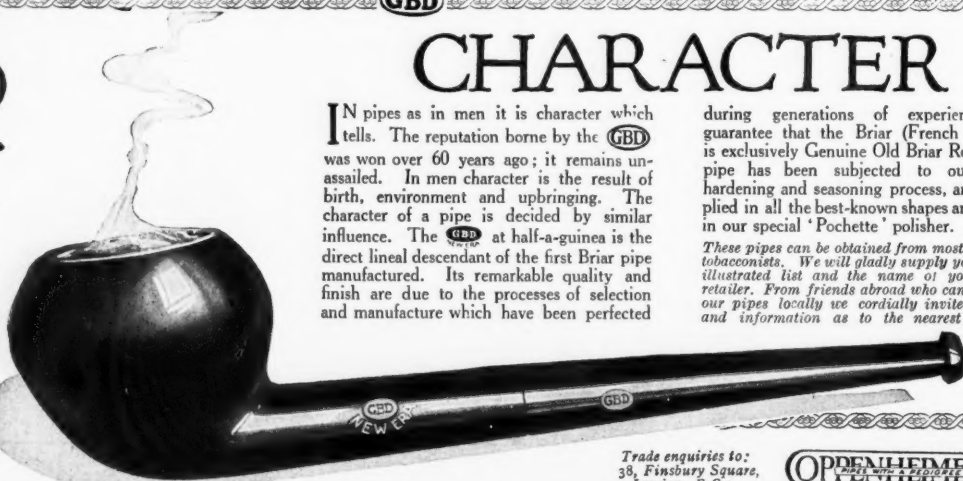 GBD
CHARACTER
IN pipes as in men it is character which
tells. The reputation borne by the GBD
was won over 60 years ago; it remains un-
assailed. In men character is the result of
birth, environment and upbringing. The
character of a pipe is decided by similar
influence. The GBD NEW ERA at half-a-guinea is the
direct lineal descendant of the first Briar pipe
manufactured. Its remarkable quality and
finish are due to the processes of selection
and manufacture which have been perfected
during generations of
guarantee that the Briar (French
is exclusively Genuine Old Briar
pipe has been subjected to
hardening and seasoning process,
in all the best-known shapes
in our special 'Pochette' polisher.
These pipes can be obtained from most
tobacconists. We will gladly supply
illustrated list and the name of
retailer. From friends abroad who
our pipes locally we cordially invite
and information as to the nearest
GBD
NEW ERA
GBD
Trade enquiries to:
38, Finsbury Square,
PIPES WITH A PEDIGREE